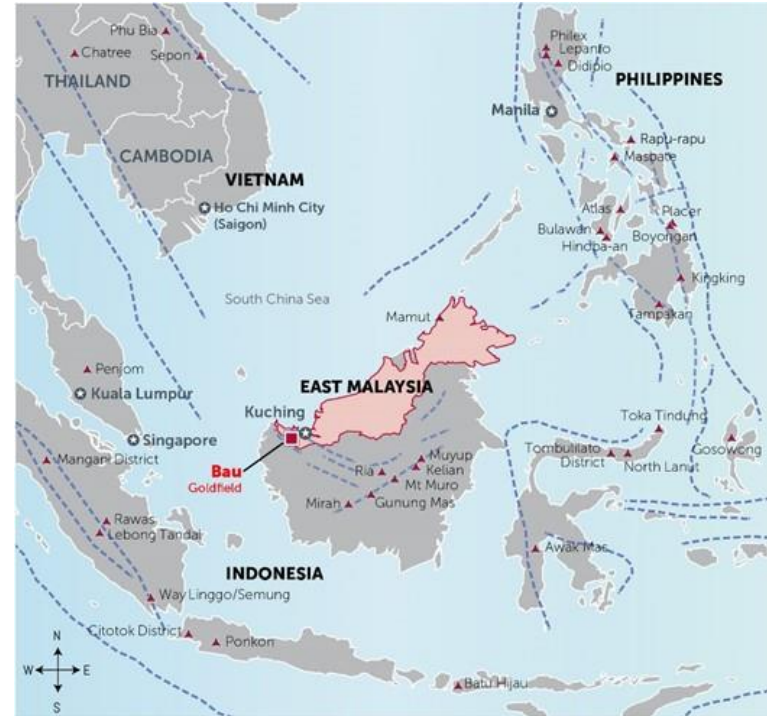 Phu Bia
Chatree
Sepon
THAILAND
CAMBODIA
VIETNAM
Ho Chi Minh City
(Saigon)
Philex
Lepanto
Didipio
PHILIPPINES
Manila
Rapu-rapu
Masbate
Atlas
Placer
Bulawan
Boyongan
Hinoba-an
Kingking
Tampakan
South China Sea
Mamut
Penjom
Kuala Lumpur
EAST MALAYSIA
Kuching
Singapore
Bau
Goldfield
Mangani District
Rawas
Lebong Tandai
Ria
Muyup
Kelian
Mt Muro
Mirah
Gunung Mas
Toka Tindung
Tombulilato
District
North Lanut
Gosowong
Awak Mas
INDONESIA
Way Linggo/Semung
Citotok District
Ponkon
Batu Hijau
N
W
E
S